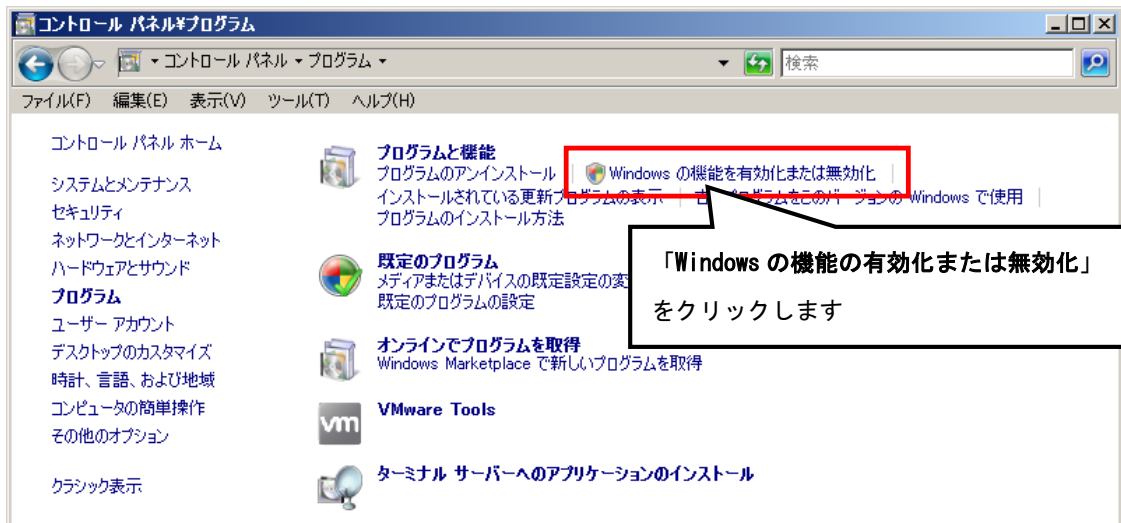 コントロール パネル¥プログラム
コントロール パネル プログラム
検索
ファイル(F) 編集(E) 表示(V) ツール(T) ヘルプ(H)
コントロール パネル ホーム
システムとメンテナンス
セキュリティ
ネットワークとインターネット
ハードウェアとサウンド
プログラム
ユーザー アカウント
デスクトップのカスタマイズ
時計、言語、および地域
コンピュータの簡単操作
その他のオプション
クラシック表示
プログラムと機能
プログラムのアンインストール Windows の機能を有効化または無効化
インストールされている更新プログラムの表示 プログラムをこのバージョンの Windows で使用
プログラムのインストール方法
既定のプログラム
メディアまたはデバイスの既定設定の変
既定のプログラムの設定
オンラインでプログラムを取得
Windows Marketplace で新しいプログラムを取得
vm VMware Tools
ターミナル サーバーへのアプリケーションのインストール
「Windows の機能の有効化または無効化」
をクリックします